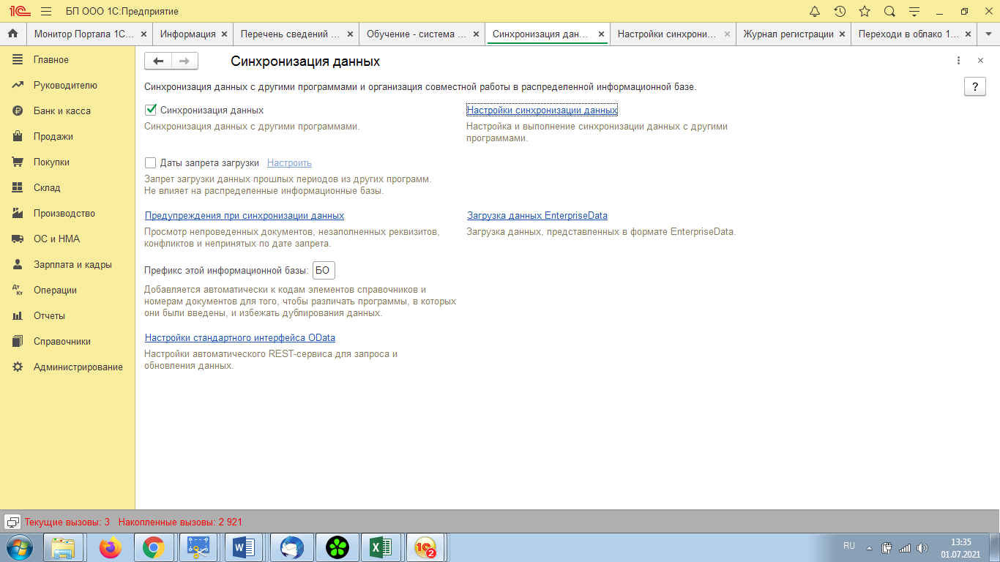 1С БП ООО 1С:Предприятие
Монитор Портала 1С... Информация Перечень сведений ... Обучение - система ... Синхронизация дан... Настройки синхрони... Журнал регистрации Переходи в облако 1...
Главное
Руководителю
Банк и касса
Продажи
Покупки
Склад
Производство
ОС и НМА
Зарплата и кадры
Дт Кт Операции
Отчеты
Справочники
Администрирование
Синхронизация данных
Синхронизация данных с другими программами и организация совместной работы в распределенной информационной базе.
?
Синхронизация данных
Синхронизация данных с другими программами.
Настройки синхронизации данных
Настройка и выполнение синхронизации данных с другими
программами.
Даты запрета загрузки Настроить
Запрет загрузки данных прошлых периодов из других программ.
Не влияет на распределенные информационные базы.
Предупреждения при синхронизации данных
Просмотр непроведенных документов, незаполненных реквизитов,
конфликтов и непринятых по дате запрета.
Загрузка данных EnterpriseData
Загрузка данных, представленных в формате EnterpriseData.
Префикс этой информационной базы: БО
Добавляется автоматически к кодам элементов справочников и
номерам документов для того, чтобы различать программы, в которых
они были введены, и избежать дублирования данных.
Настройки стандартного интерфейса OData
Настройки автоматического REST-сервиса для запроса и
обновления данных.
Текущие вызовы: 3 Накопленные вызовы: 2 921
RU
13:35
01.07.2021